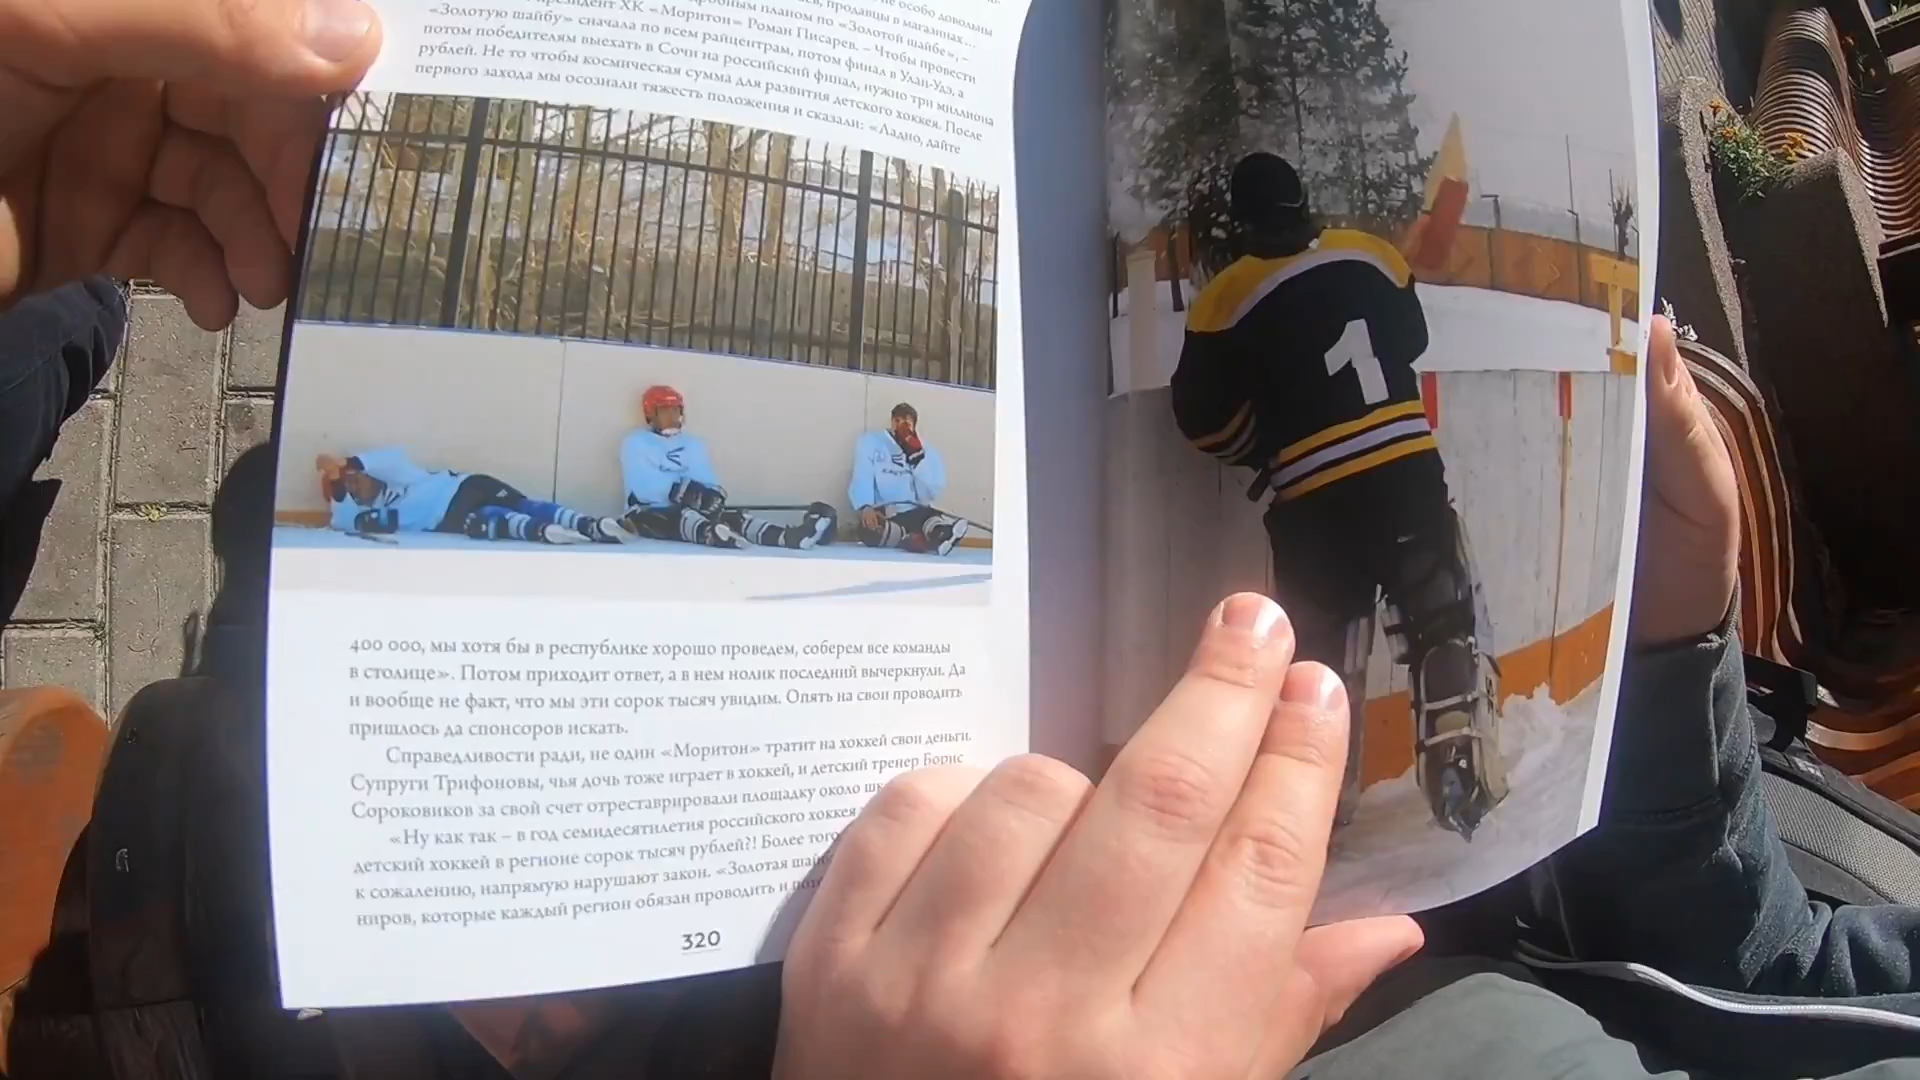 продавцы в магазинах...
президент ХК «Моритон» Роман Писарев. – Чтобы провести
«Золотую шайбу» сначала по всем райцентрам, потом финал в Улан-Удэ, а
потом победителям выехать в Сочи на российский финал, нужно три миллиона
рублей. Не то чтобы космическая сумма для развития детского хоккея. После
первого захода мы осознали тяжесть положения и сказали: «Ладно, дайте
400 000, мы хотя бы в республике хорошо проведем, соберем все команды
в столице». Потом приходит ответ, а в нем нолик последний вычеркнули. Да
и вообще не факт, что мы эти сорок тысяч увидим. Опять на свои проводить
пришлось да спонсоров искать.
Справедливости ради, не один «Моритон» тратит на хоккей свои деньги.
Супруги Трифоновы, чья дочь тоже играет в хоккей, и детский тренер Борис
Сороковиков за свой счет отреставрировали площадку около
«Ну как так – в год семидесятилетия российского хоккея
детский хоккей в регионе сорок тысяч рублей?! Более того
к сожалению, напрямую нарушают закон. «Золотая
ниров, которые каждый регион обязан проводить и
320
1